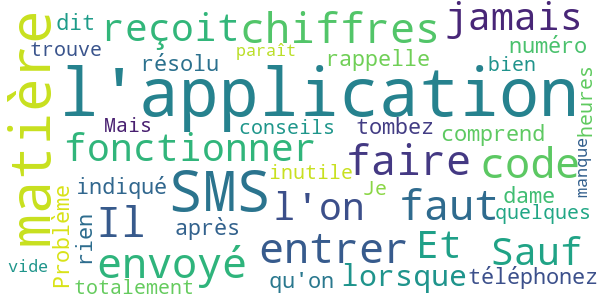 dit reçoit chiffres jamais
trouve résolu paraît rappelle bien numéro
matière l'application
Mais conseils tombez comprend heures
fonctionner inutile faire code
indiqué SMS Je manque
Problème rien Il après l'on faut dame quelques
envoyé entrer Et Sauf
vide totalement qu'on lorsque téléphonez